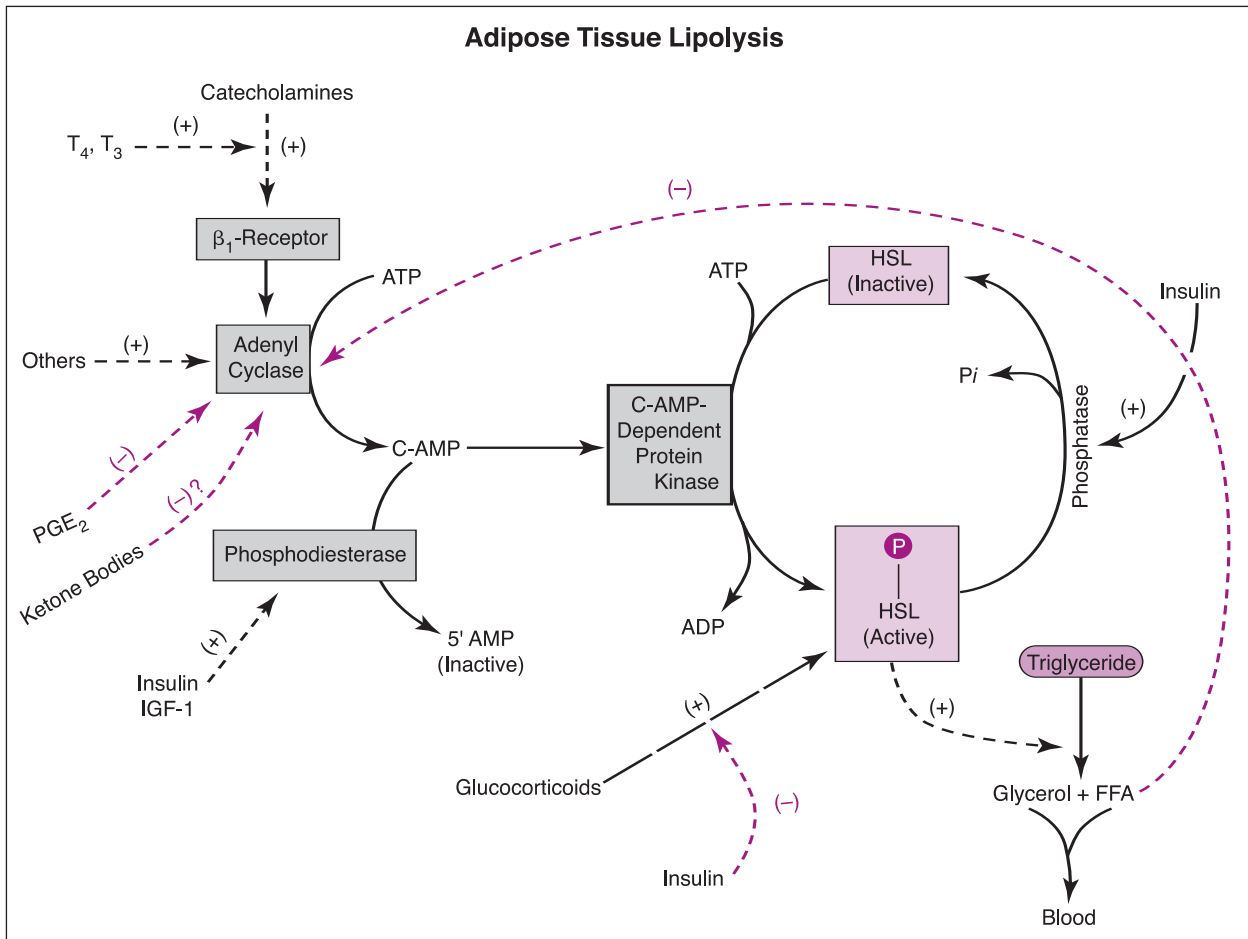 Adipose Tissue Lipolysis
Catecholamines
(+)
T₄, T₃
(+)
(–)
β₁-Receptor
ATP
ATP
HSL
(Inactive)
Insulin
Others
(+)
Adenyl
Cyclase
Pi
(+)
C-AMP-
Dependent
Protein
Kinase
C-AMP
Phosphatase
(–)
PGE₂
(–)?
Ketone Bodies
Phosphodiesterase
P
HSL
(Active)
ADP
5' AMP
(Inactive)
(+)
Insulin
IGF-1
Triglyceride
(+)
(+)
Glucocorticoids
(–)
Glycerol + FFA
Insulin
Blood